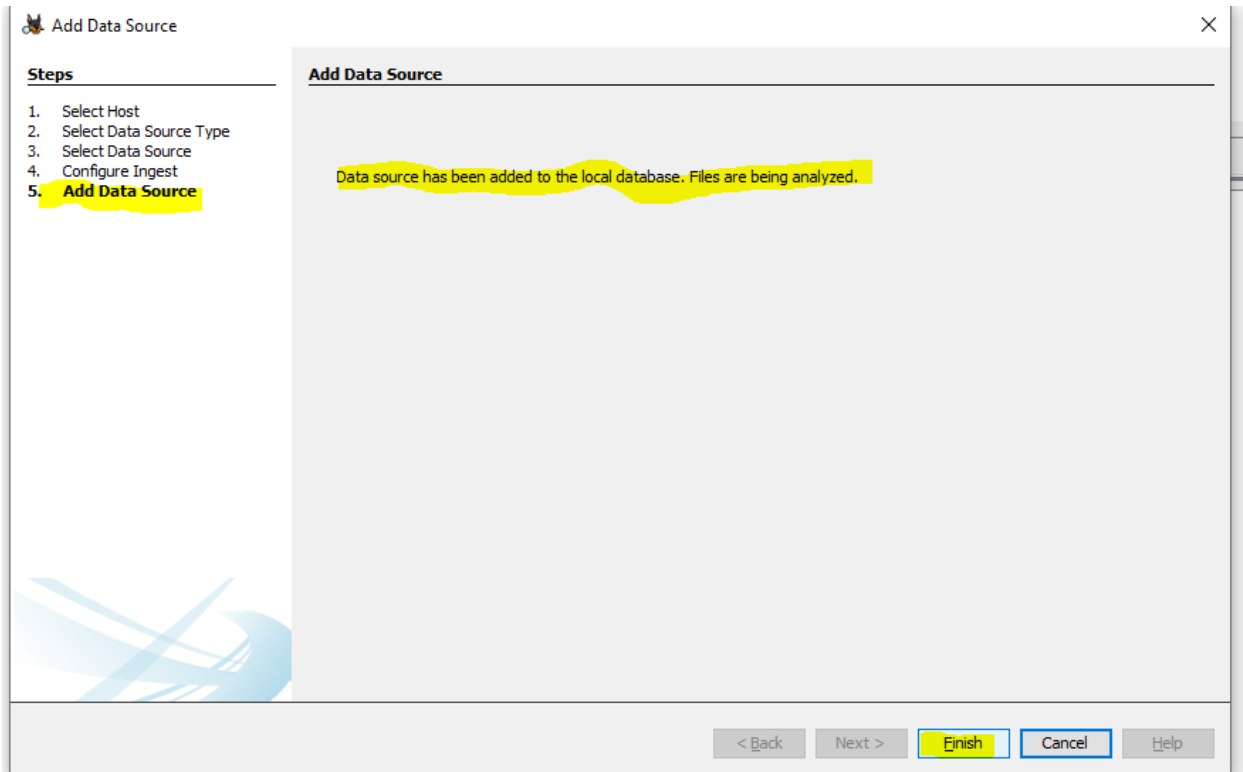 Add Data Source
Steps
1. Select Host
2. Select Data Source Type
3. Select Data Source
4. Configure Ingest
5. Add Data Source
Add Data Source
Data source has been added to the local database. Files are being analyzed.
< Back
Next >
Finish
Cancel
Help